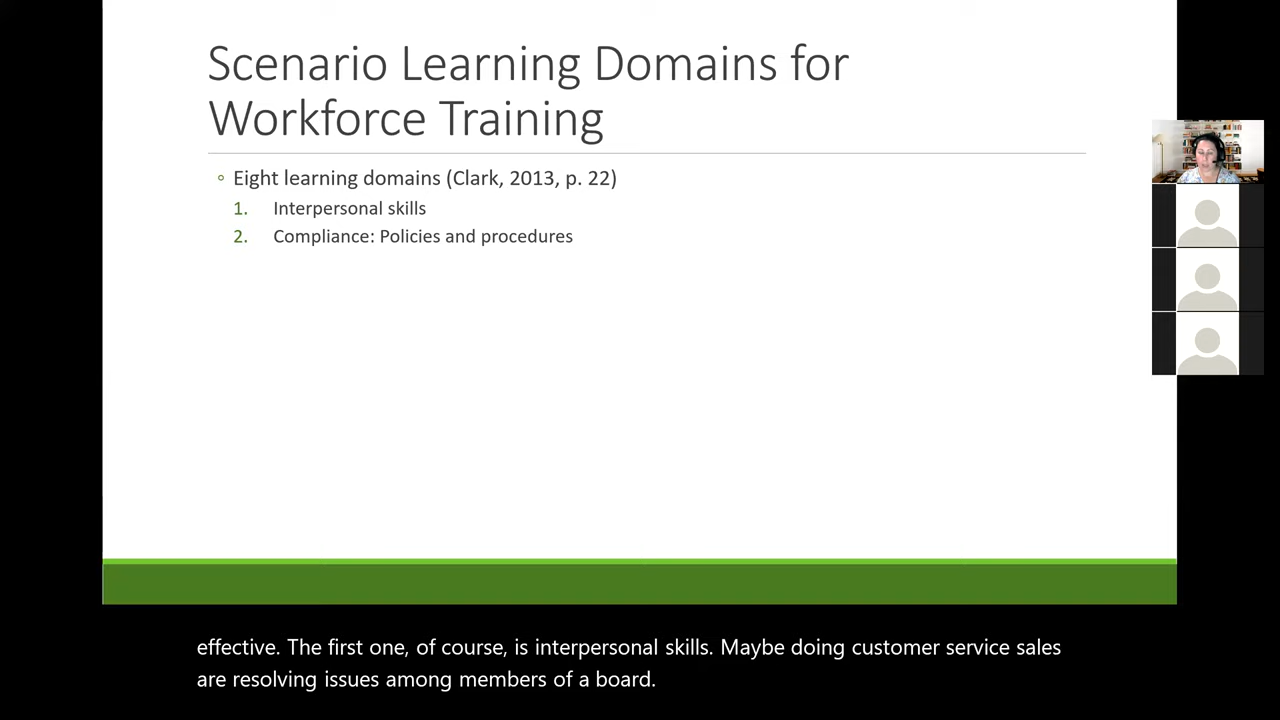 Scenario Learning Domains for
Workforce Training
◦ Eight learning domains (Clark, 2013, p. 22)
1. Interpersonal skills
2. Compliance: Policies and procedures
effective. The first one, of course, is interpersonal skills. Maybe doing customer service sales
are resolving issues among members of a board.